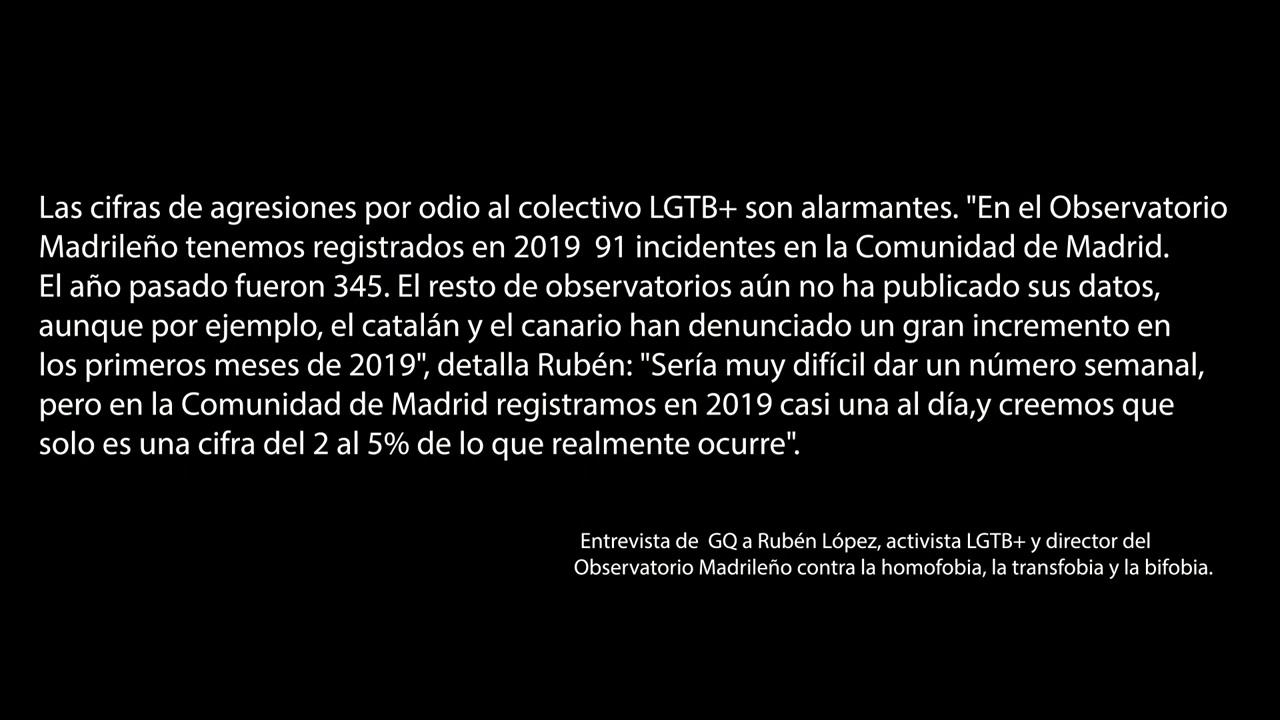 Las cifras de agresiones por odio al colectivo LGTB+ son alarmantes. "En el Observatorio
Madrileño tenemos registrados en 2019  91 incidentes en la Comunidad de Madrid.
El año pasado fueron 345. El resto de observatorios aún no ha publicado sus datos,
aunque por ejemplo, el catalán y el canario han denunciado un gran incremento en
los primeros meses de 2019", detalla Rubén: "Sería muy difícil dar un número semanal,
pero en la Comunidad de Madrid registramos en 2019 casi una al día,y creemos que
solo es una cifra del 2 al 5% de lo que realmente ocurre".
Entrevista de  GQ a Rubén López, activista LGTB+ y director del
Observatorio Madrileño contra la homofobia, la transfobia y la bifobia.